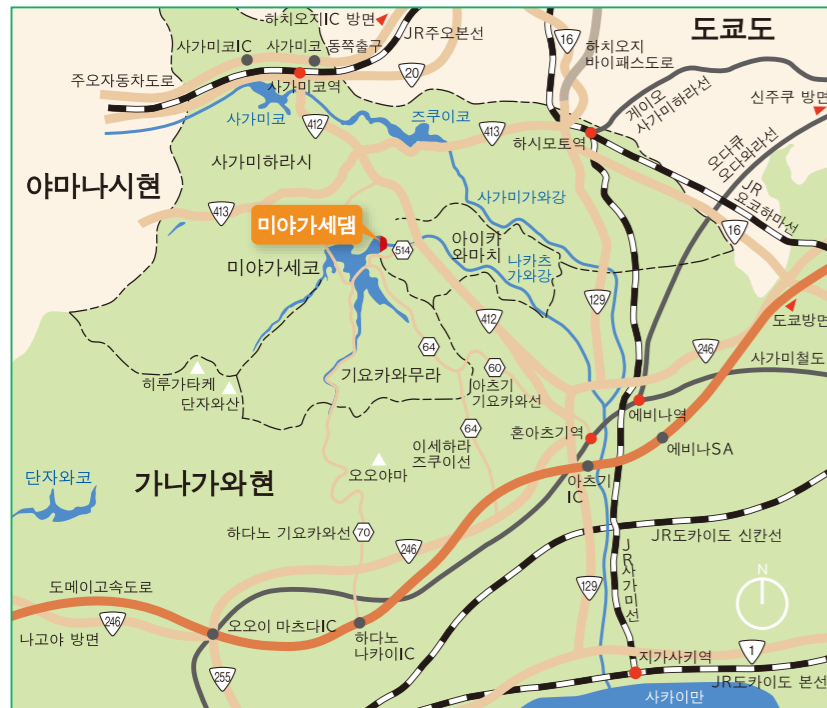 하치오지IC 방면
JR주오본선
16
도쿄도
사가미코IC
사가미코
동쪽출구
하치오지
바이패스도로
주오자동차도로
20
사가미코역
게이오
사가미하라선
신주쿠 방면
사가미코
412
즈쿠이코
413
하시모토역
오다큐
오다와라선
사가미하라시
야마나시현
JR
요코하마선
사가미가와강
413
미야가세댐
16
514
아이카
와마치
미야가세코
나카츠
가와강
129
도쿄방면
412
246
64
사가미철도
히루가타케
기요카와무라
60
단자와산
아츠기
기요카와선
에비나역
64
혼아츠기역
이세하라
즈쿠이선
에비나SA
단자와코
가나가와현
오오야마
아츠기
IC
하다노 기요카와선
70
JR도카이도 신칸선
246
JR사가미선
도메이고속도로
129
N
246
나고야 방면
오오이 마츠다IC
하다노
나카이IC
1
지가사키역
255
JR도카이도 본선
사카이만